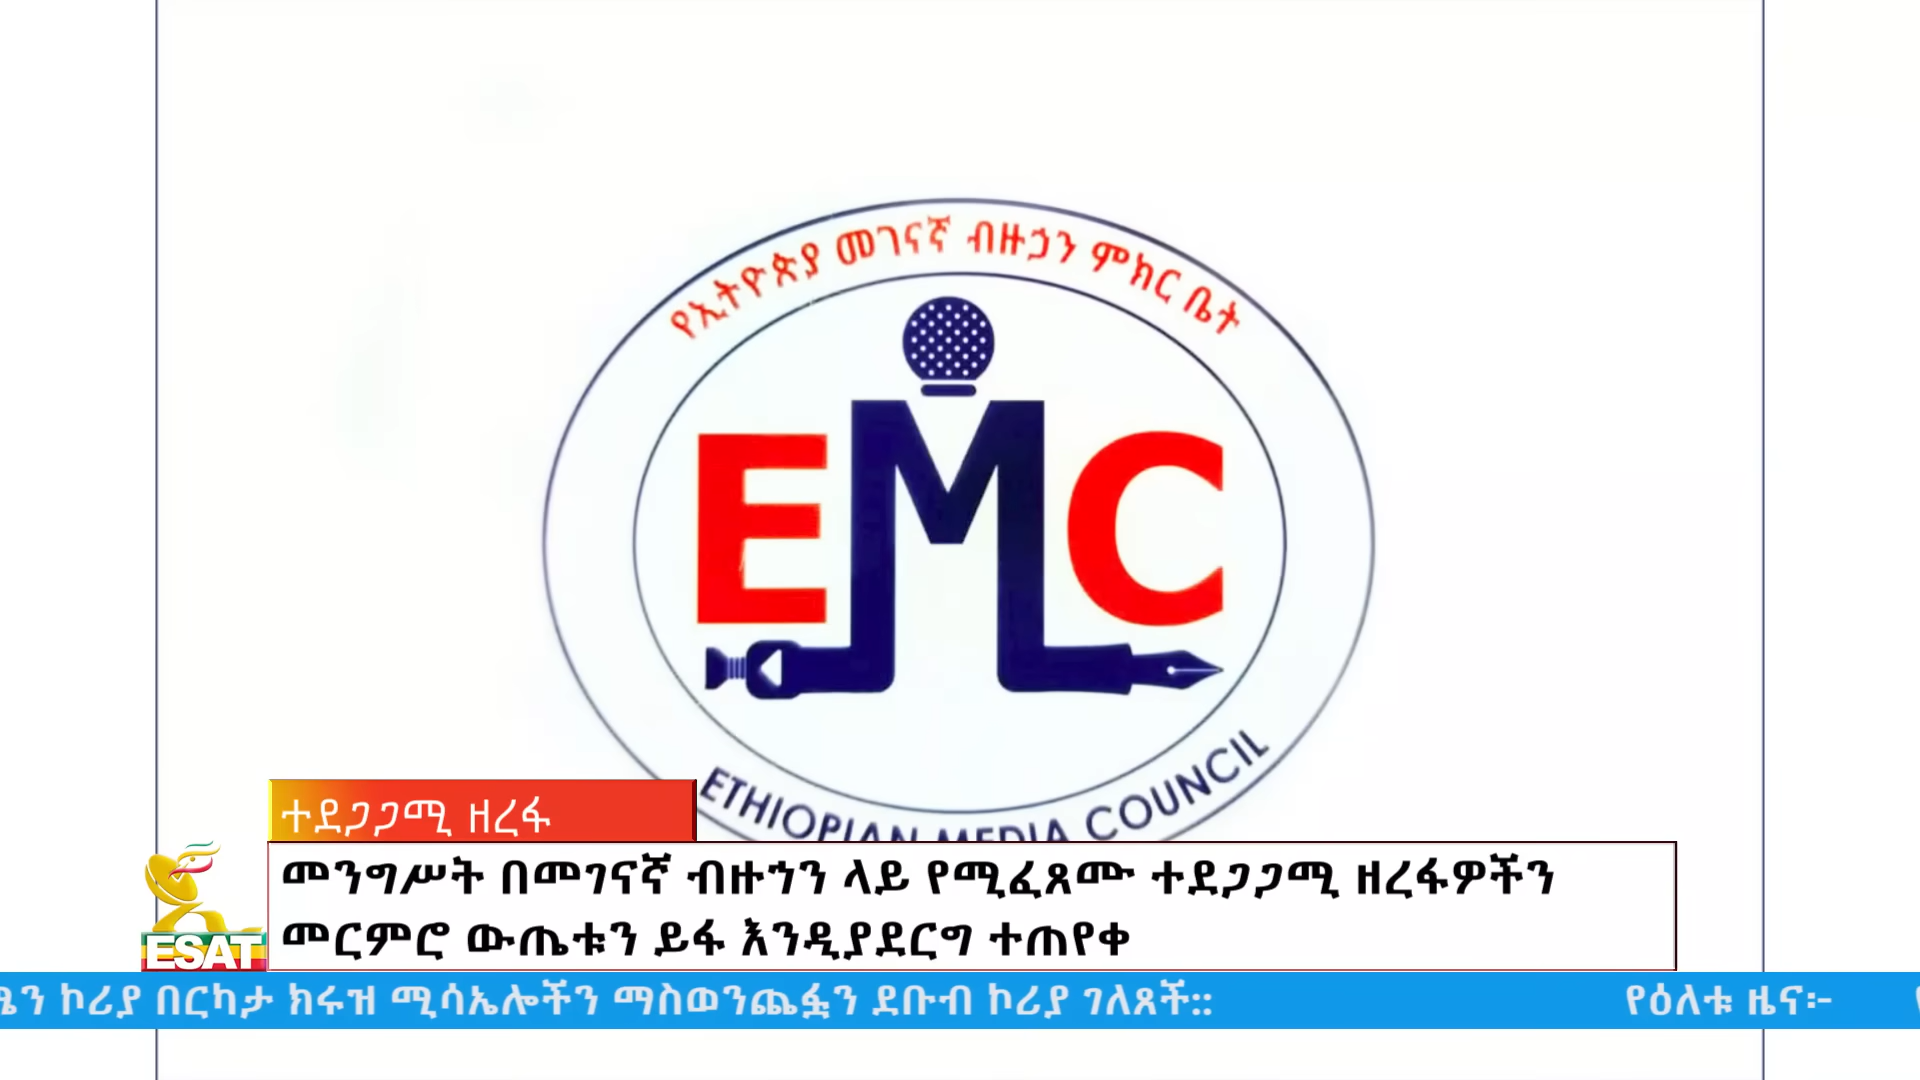 የኢትዮጵያ መገናኛ ብዙኃን ምክር ቤት
EMC
ETHIOPIAN MEDIA COUNCIL
ተደጋጋሚ ዘረፋ
መንግሥት በመገናኛ ብዙኀን ላይ የሚፈጸሙ ተደጋጋሚ ዘረፋዎችን
መርምሮ ውጤቱን ይፋ እንዲያደርግ ተጠየቀ
ESAT
ኮሪያ በርካታ ክሩዝ ሚሳኤሎችን ማስወንጨፏን ደቡብ ኮሪያ ገለጸች፡፡ የዕለቱ ዜና፦